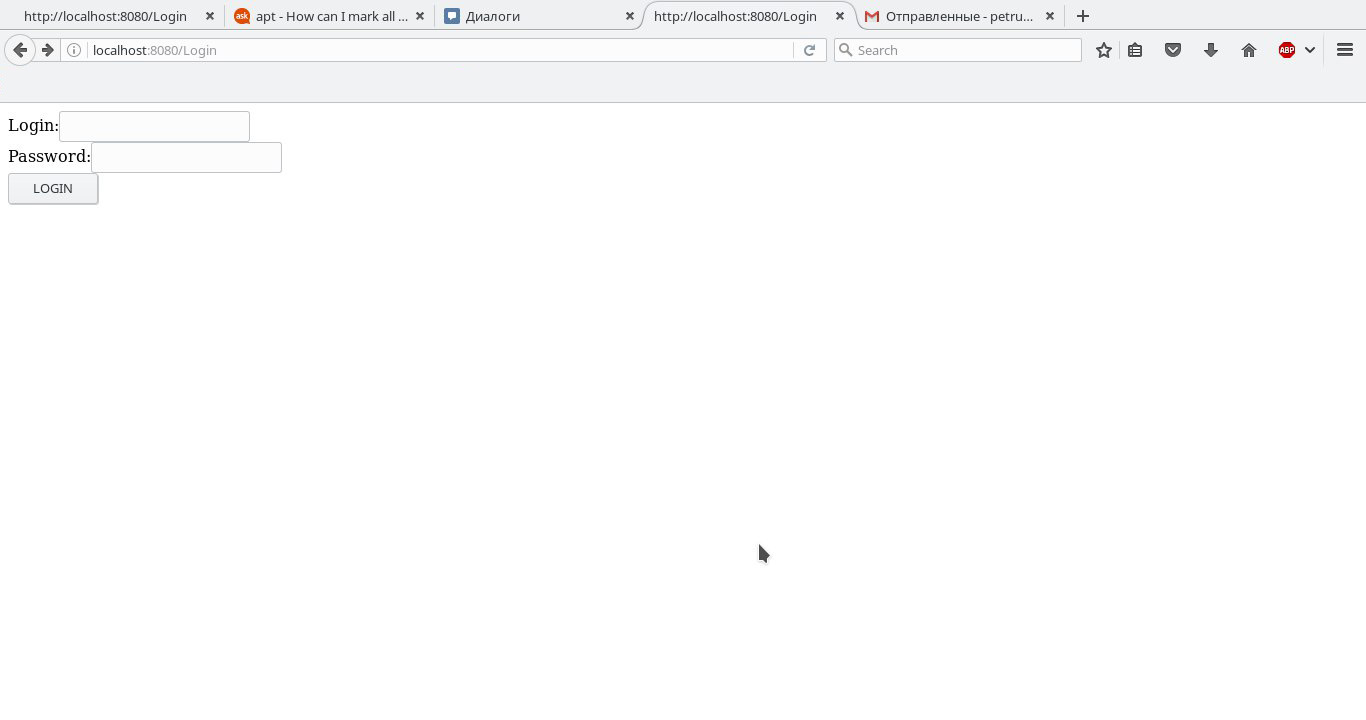 http://localhost:8080/Login
ask apt - How can I mark all ...
Диалоги
http://localhost:8080/Login
Отправленные - petru...
localhost:8080/Login
Search
ABP
Login:
Password:
LOGIN